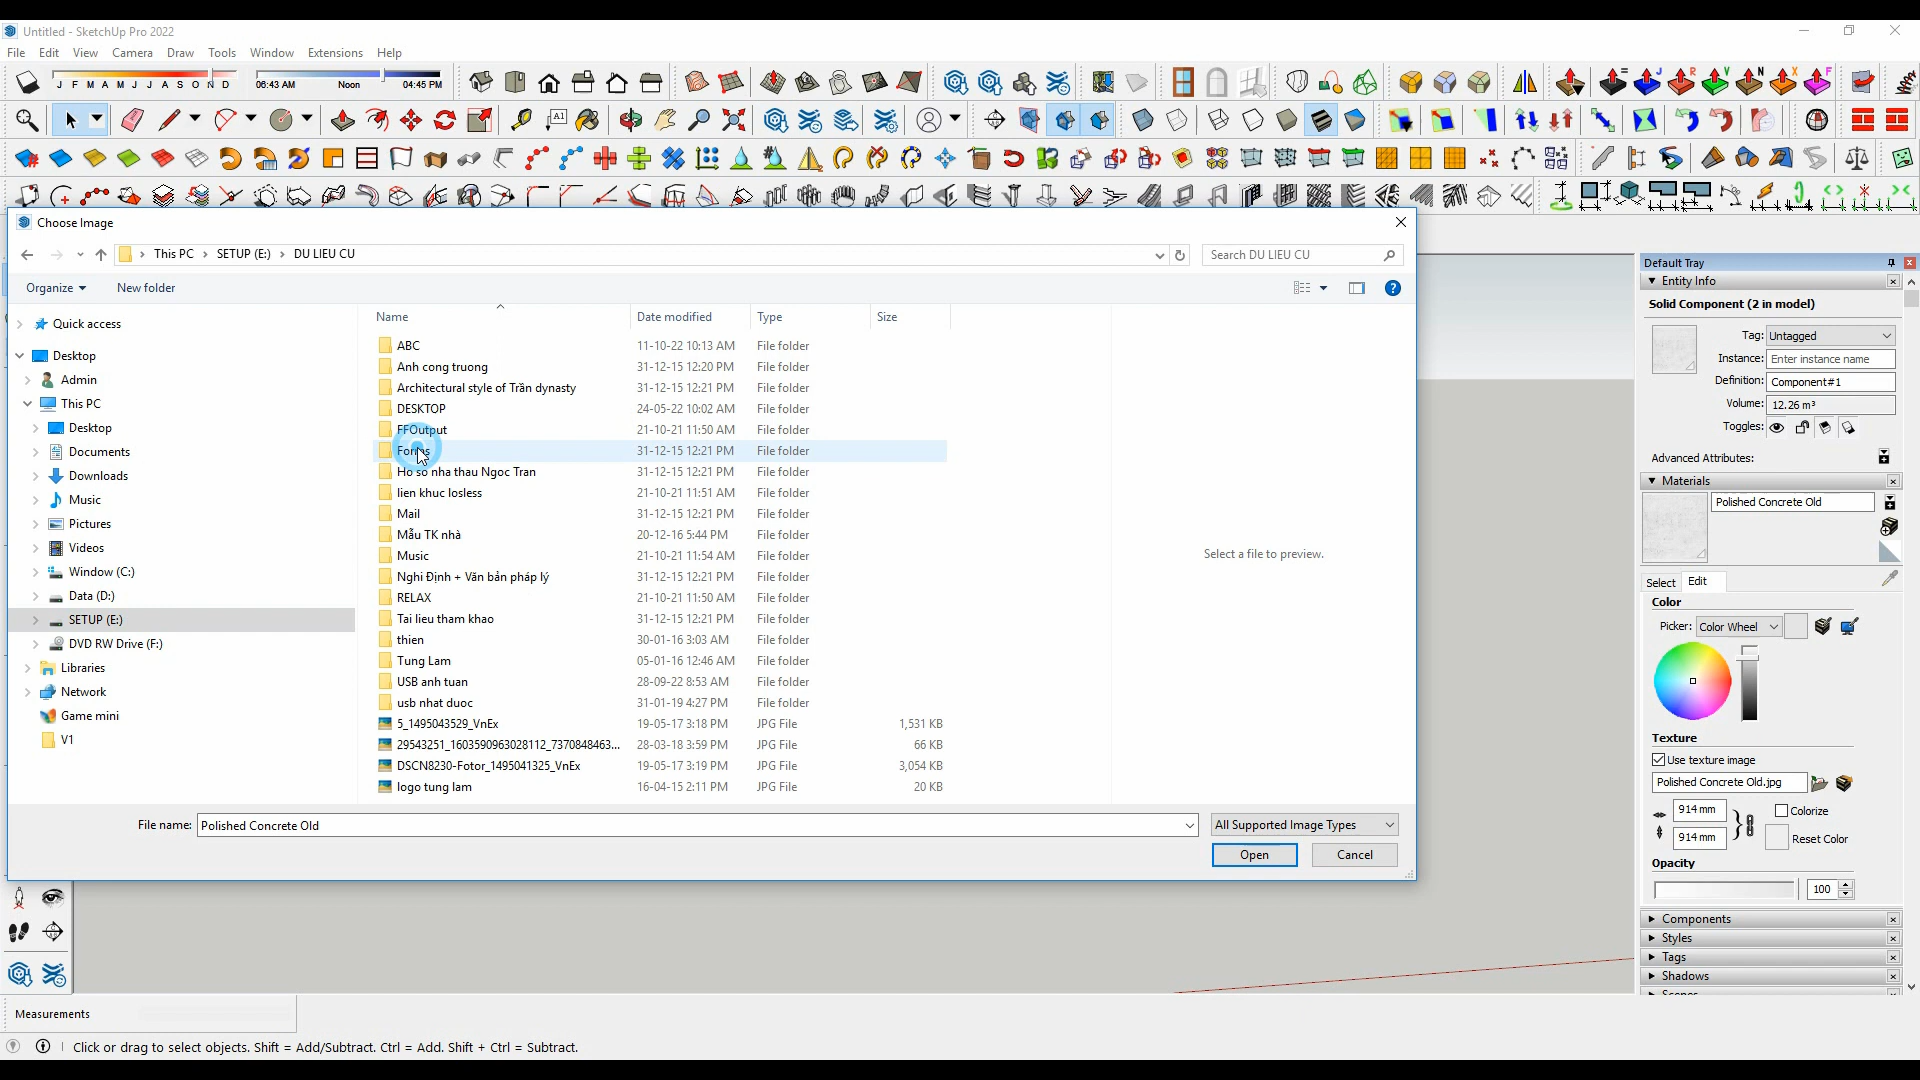 Untitled - SketchUp Pro 2022
File Edit View Camera Draw Tools Window Extensions Help
J F M A M J J A S O N D 06:43 AM Noon 04:45 PM
Choose Image
This PC > SETUP (E:) > DU LIEU CU
Search DU LIEU CU
Organize New folder
Quick access
Desktop
Admin
This PC
Desktop
Documents
Downloads
Music
Pictures
Videos
Window (C:)
Data (D:)
SETUP (E:)
DVD RW Drive (F:)
Libraries
Network
Game mini
V1
Name Date modified Type Size
ABC 11-10-22 10:13 AM File folder
Anh cong truong 31-12-15 12:20 PM File folder
Architectural style of Trần dynasty 31-12-15 12:21 PM File folder
DESKTOP 24-05-22 10:02 AM File folder
FFOutput 21-10-21 11:50 AM File folder
31-12-15 12:21 PM File folder
Ho so nha thau Ngoc Tran 31-12-15 12:21 PM File folder
lien khuc losless 21-10-21 11:51 AM File folder
Mail 31-12-15 12:21 PM File folder
Mẫu TK nhà 20-12-16 5:44 PM File folder
Music 21-10-21 11:54 AM File folder
Nghi Định + Văn bản pháp lý 31-12-15 12:21 PM File folder
RELAX 21-10-21 11:50 AM File folder
Tai lieu tham khao 31-12-15 12:21 PM File folder
thien 30-01-16 3:03 AM File folder
Tung Lam 05-01-16 12:46 AM File folder
USB anh tuan 28-09-22 8:53 AM File folder
usb nhat duoc 31-01-19 4:27 PM File folder
5_1495043529_VnEx 19-05-17 3:18 PM JPG File 1,531 KB
29543251_1603590963028112_7370848463... 28-03-18 3:59 PM JPG File 66 KB
DSCN8230-Fotor_1495041325_VnEx 19-05-17 3:19 PM JPG File 3,054 KB
logo tung lam 16-04-15 2:11 PM JPG File 20 KB
Select a file to preview.
File name: Polished Concrete Old
All Supported Image Types
Open Cancel
Default Tray
Entity Info
Solid Component (2 in model)
Tag: Untagged
Instance: Enter instance name
Definition: Component#1
Volume: 12.26 m³
Toggles:
Advanced Attributes:
Materials
Polished Concrete Old
Select Edit
Color
Picker: Color Wheel
Texture
Use texture image
Polished Concrete Old.jpg
914 mm
Colorize
914 mm
Reset Color
Opacity
100
Components
Styles
Tags
Shadows
Measurements
Click or drag to select objects. Shift = Add/Subtract. Ctrl = Add. Shift + Ctrl = Subtract.